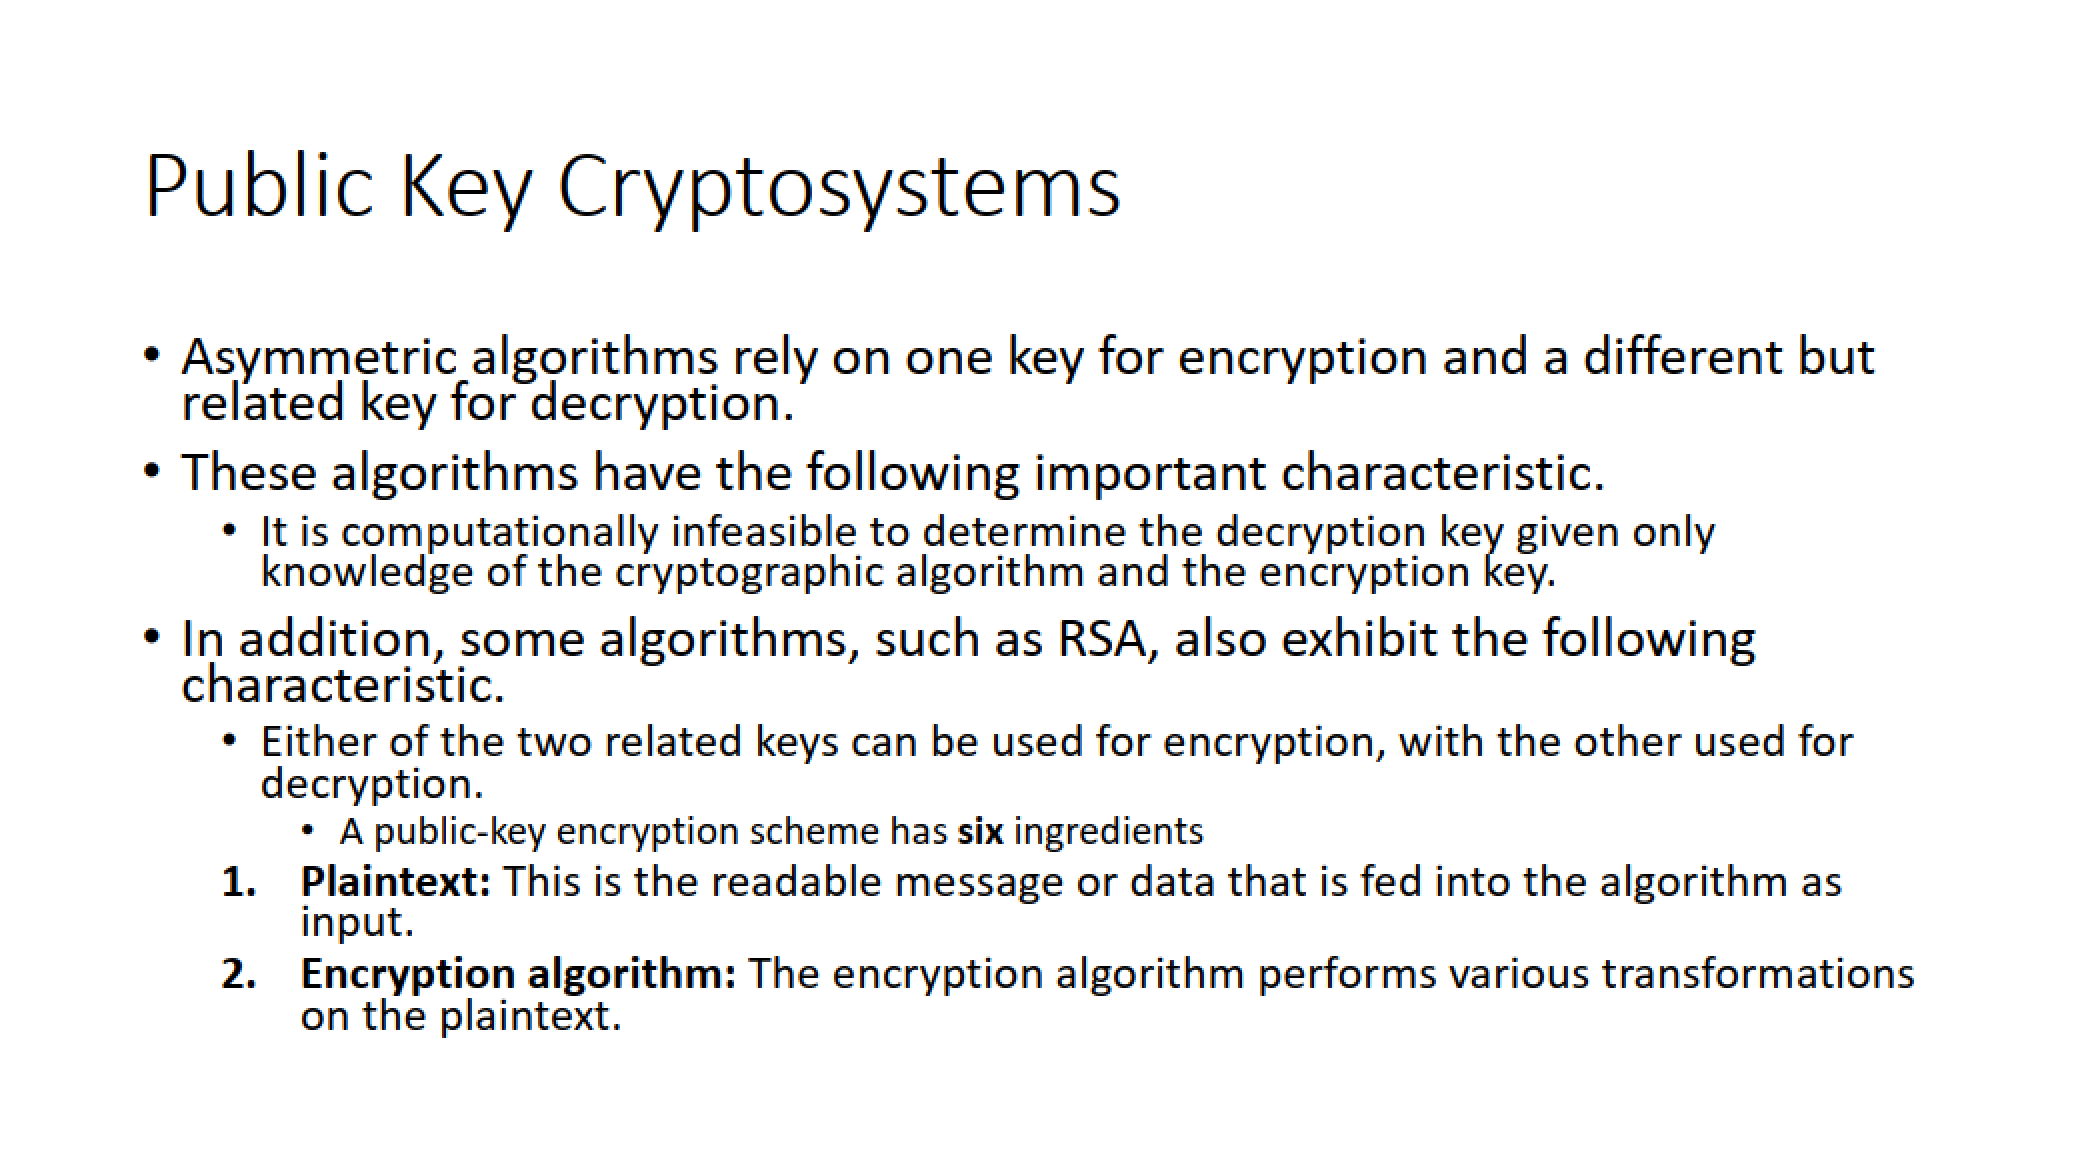 Public Key Cryptosystems
• Asymmetric algorithms rely on one key for encryption and a different but
related key for decryption.
• These algorithms have the following important characteristic.
• It is computationally infeasible to determine the decryption key given only
knowledge of the cryptographic algorithm and the encryption key.
• In addition, some algorithms, such as RSA, also exhibit the following
characteristic.
• Either of the two related keys can be used for encryption, with the other used for
decryption.
• A public-key encryption scheme has six ingredients
1. Plaintext: This is the readable message or data that is fed into the algorithm as
input.
2. Encryption algorithm: The encryption algorithm performs various transformations
on the plaintext.